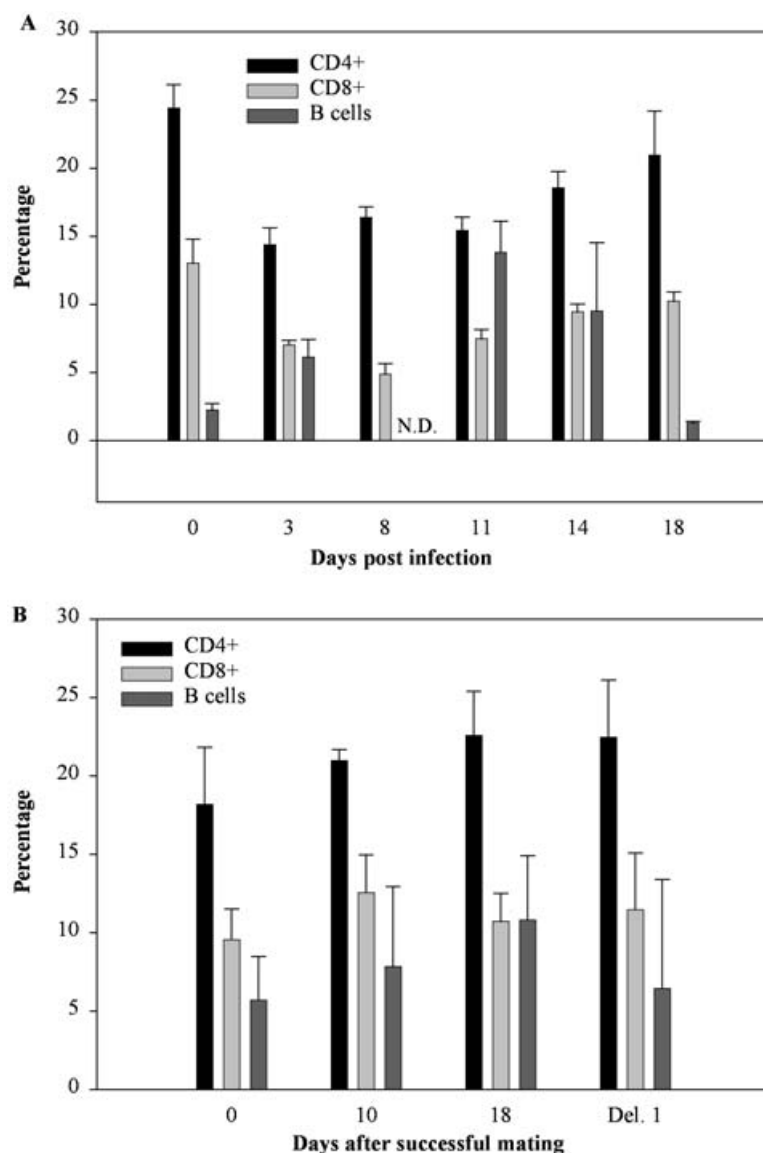 A
30
25
20
15
10
5
0
Percentage
CD4+
CD8+
B cells
N.D.
0 3 8 11 14 18
Days post infection
B
30
25
20
15
10
5
0
Percentage
CD4+
CD8+
B cells
0 10 18 Del. 1
Days after successful mating